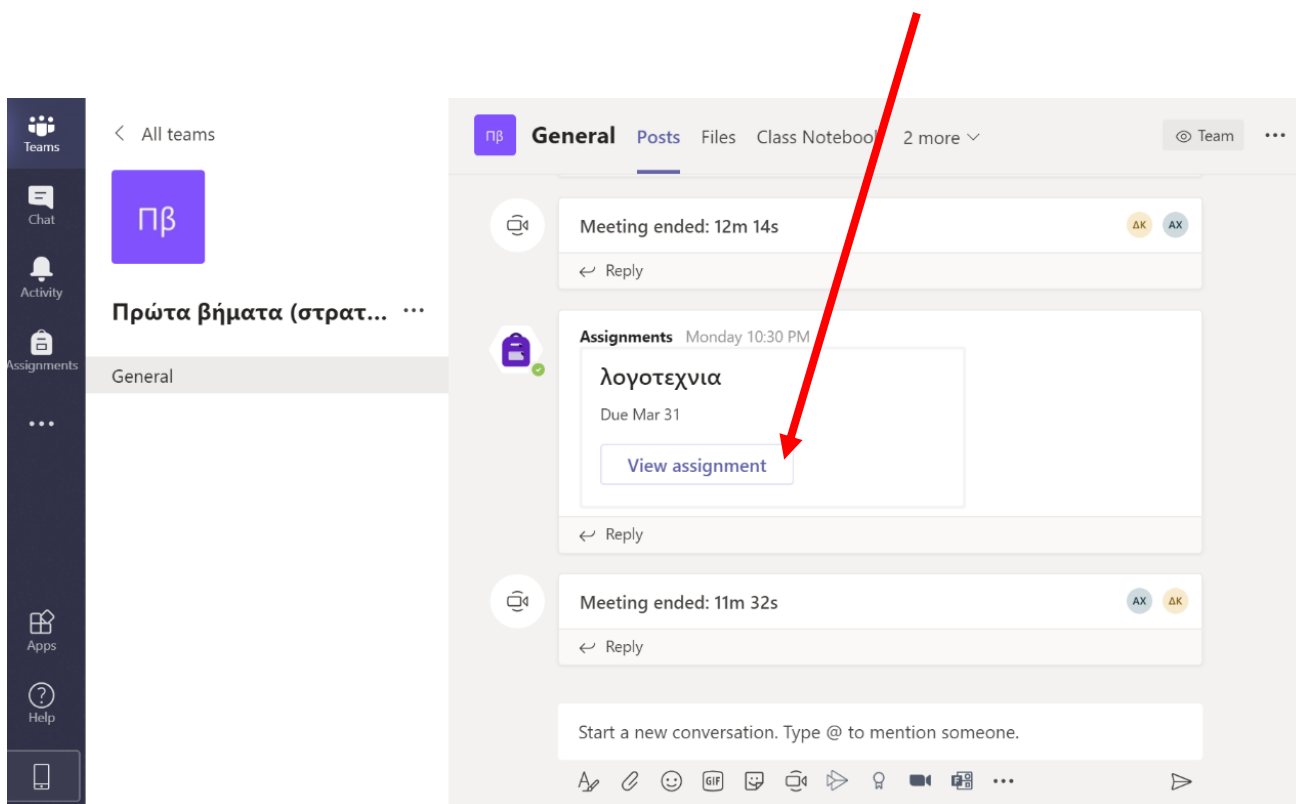 Teams
Chat
Activity
Assignments
Apps
Help
All teams
Πβ
Πρώτα βήματα (στρατ... ...
General
Πβ General Posts Files Class Notebook 2 more Team ...
Meeting ended: 12m 14s ΔΚ ΑΧ
Reply
Assignments Monday 10:30 PM
λογοτεχνια
Due Mar 31
View assignment
Reply
Meeting ended: 11m 32s ΑΧ ΔΚ
Reply
Start a new conversation. Type @ to mention someone.
GIF